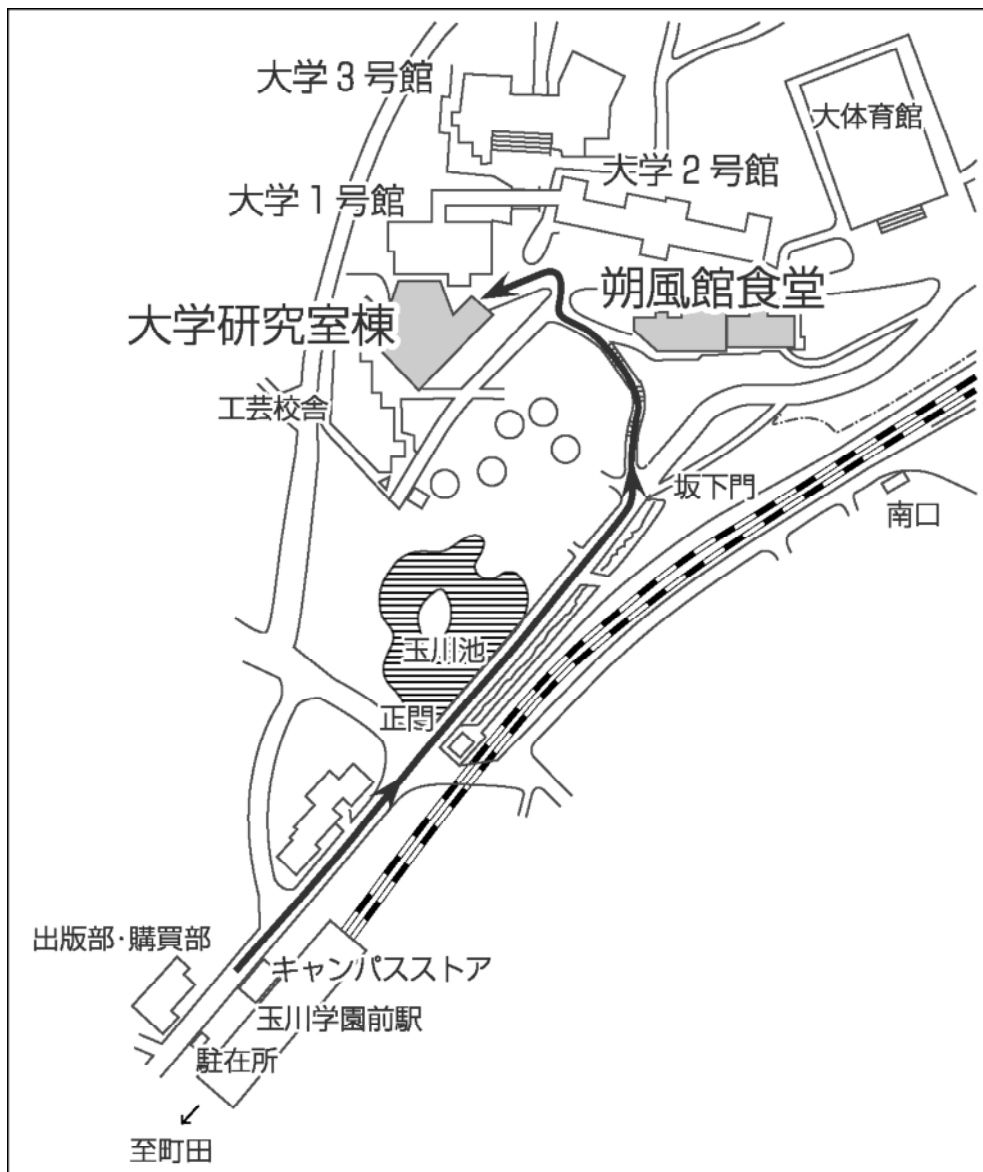 大学3号館
大体育館
大学2号館
大学1号館
朔風館食堂
大学研究室棟
工芸校舎
坂下門
南口
玉川池
正門
出版部・購買部
キャンパスストア
玉川学園前駅
駐在所
至町田